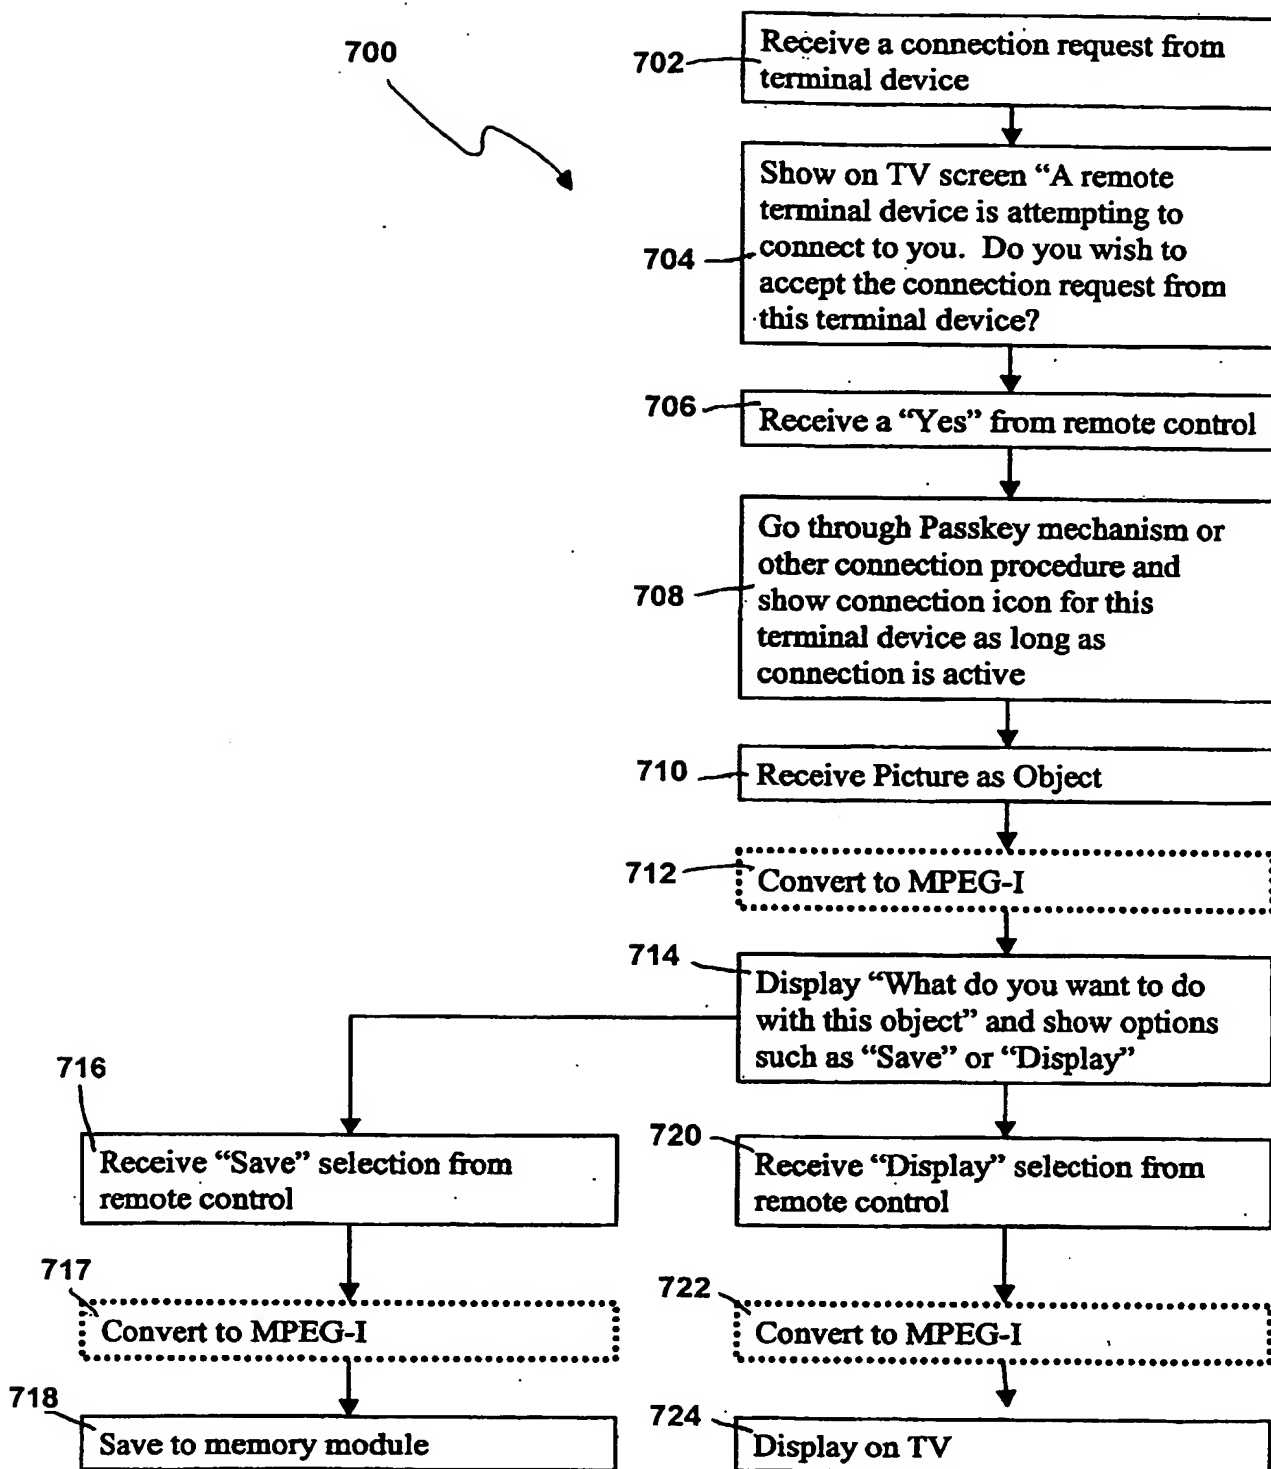 700
702
Receive a connection request from
terminal device
704
Show on TV screen “A remote
terminal device is attempting to
connect to you. Do you wish to
accept the connection request from
this terminal device?
706
Receive a “Yes” from remote control
708
Go through Passkey mechanism or
other connection procedure and
show connection icon for this
terminal device as long as
connection is active
710
Receive Picture as Object
712
Convert to MPEG-I
714
Display “What do you want to do
with this object” and show options
such as “Save” or “Display”
716
Receive “Save” selection from
remote control
717
Convert to MPEG-I
718
Save to memory module
720
Receive “Display” selection from
remote control
722
Convert to MPEG-I
724
Display on TV